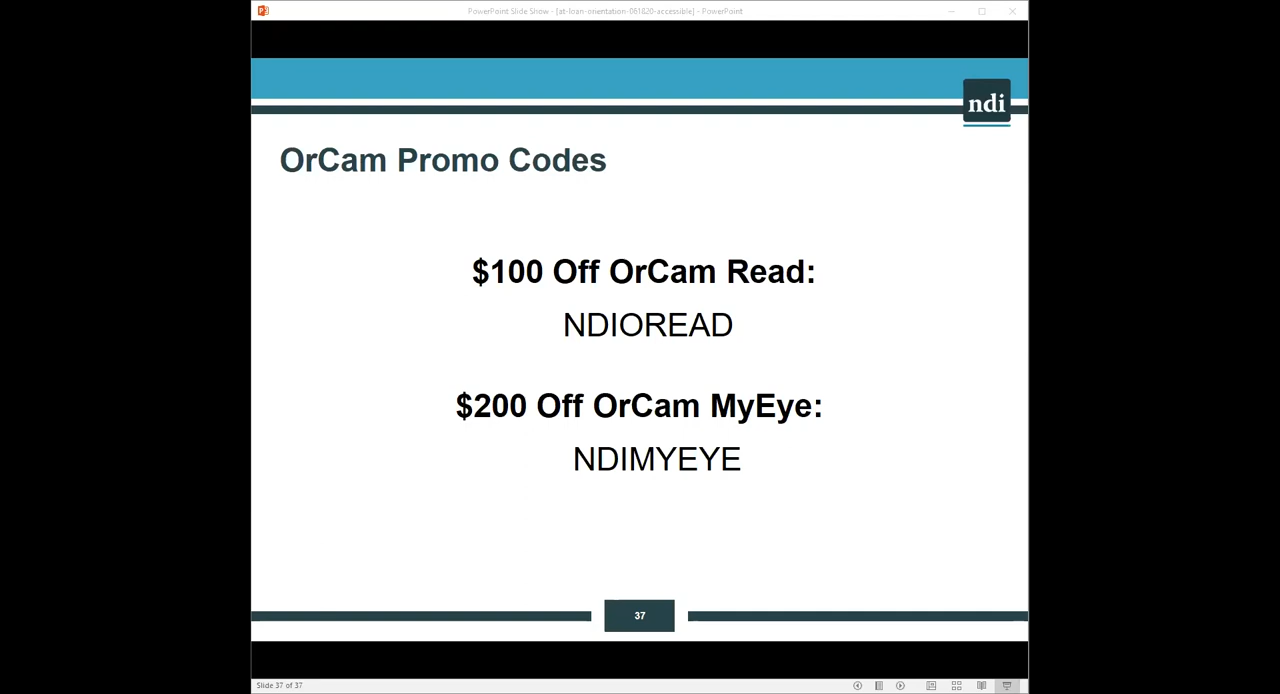 PowerPoint Slide Show - [at-loan-orientation-061820-accessible] - PowerPoint
ndi
OrCam Promo Codes
$100 Off OrCam Read:
NDIOREAD
$200 Off OrCam MyEye:
NDIMYEYE
37
Slide 37 of 37